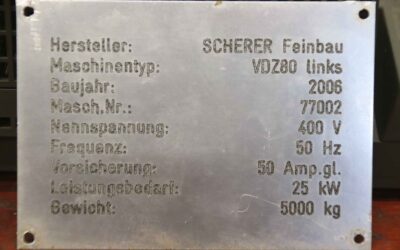 Hersteller: SCHERER Feinbau
Maschinentyp: VDZ80 links
Baujahr: 2006
Masch.Nr.: 77002
Nennspannung: 400 V
Frequenz: 50 Hz
Vorsicherung: 50 Amp.gl.
Leistungsbedarf: 25 kW
Gewicht: 5000 kg